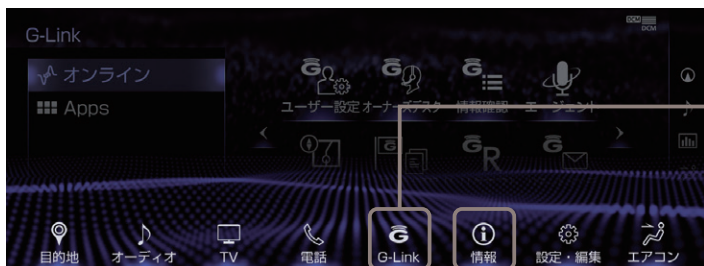 G-Link
DCM
DCM
オンライン
Apps
ユーザー設定 オーナーズデスク 情報確認 エージェント
G R G
目的地 オーディオ TV 電話 G-Link 情報 設定・編集 エアコン